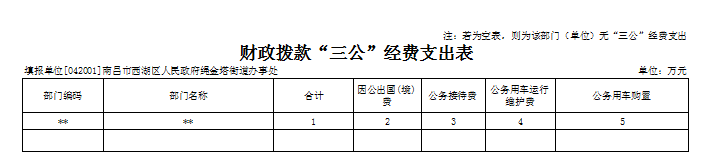 注：若为空表，则为该部门（单位）无“三公”经费支出
财政拨款“三公”经费支出表
填报单位[042001]南昌市西湖区人民政府绳金塔街道办事处 单位：万元
部门编码 部门名称 合计 因公出国(境)费 公务接待费 公务用车运行维护费 公务用车购置
** ** 1 2 3 4 5